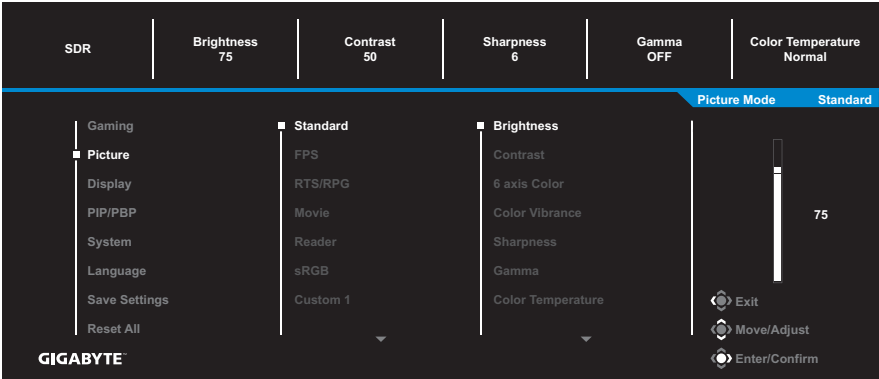 SDR
Brightness
75
Contrast
50
Sharpness
6
Gamma
OFF
Color Temperature
Normal
Picture Mode Standard
Gaming
Picture
Display
PIP/PBP
System
Language
Save Settings
Reset All
Standard
FPS
RTS/RPG
Movie
Reader
sRGB
Custom 1
Brightness
Contrast
6 axis Color
Color Vibrance
Sharpness
Gamma
Color Temperature
75
Exit
Move/Adjust
Enter/Confirm
GIGABYTE™